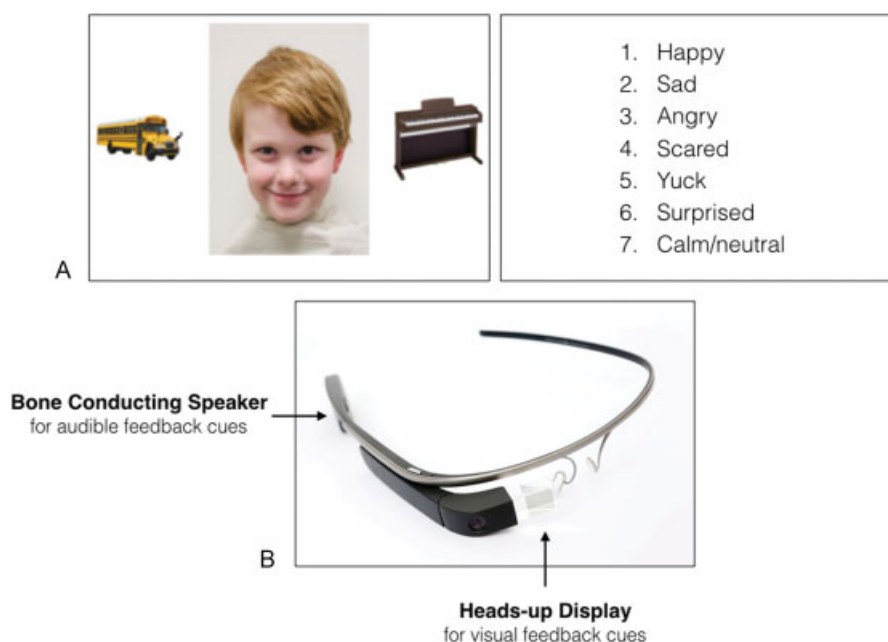 1. Happy
2. Sad
3. Angry
4. Scared
5. Yuck
6. Surprised
7. Calm/neutral
A
Bone Conducting Speaker
for audible feedback cues
B
Heads-up Display
for visual feedback cues